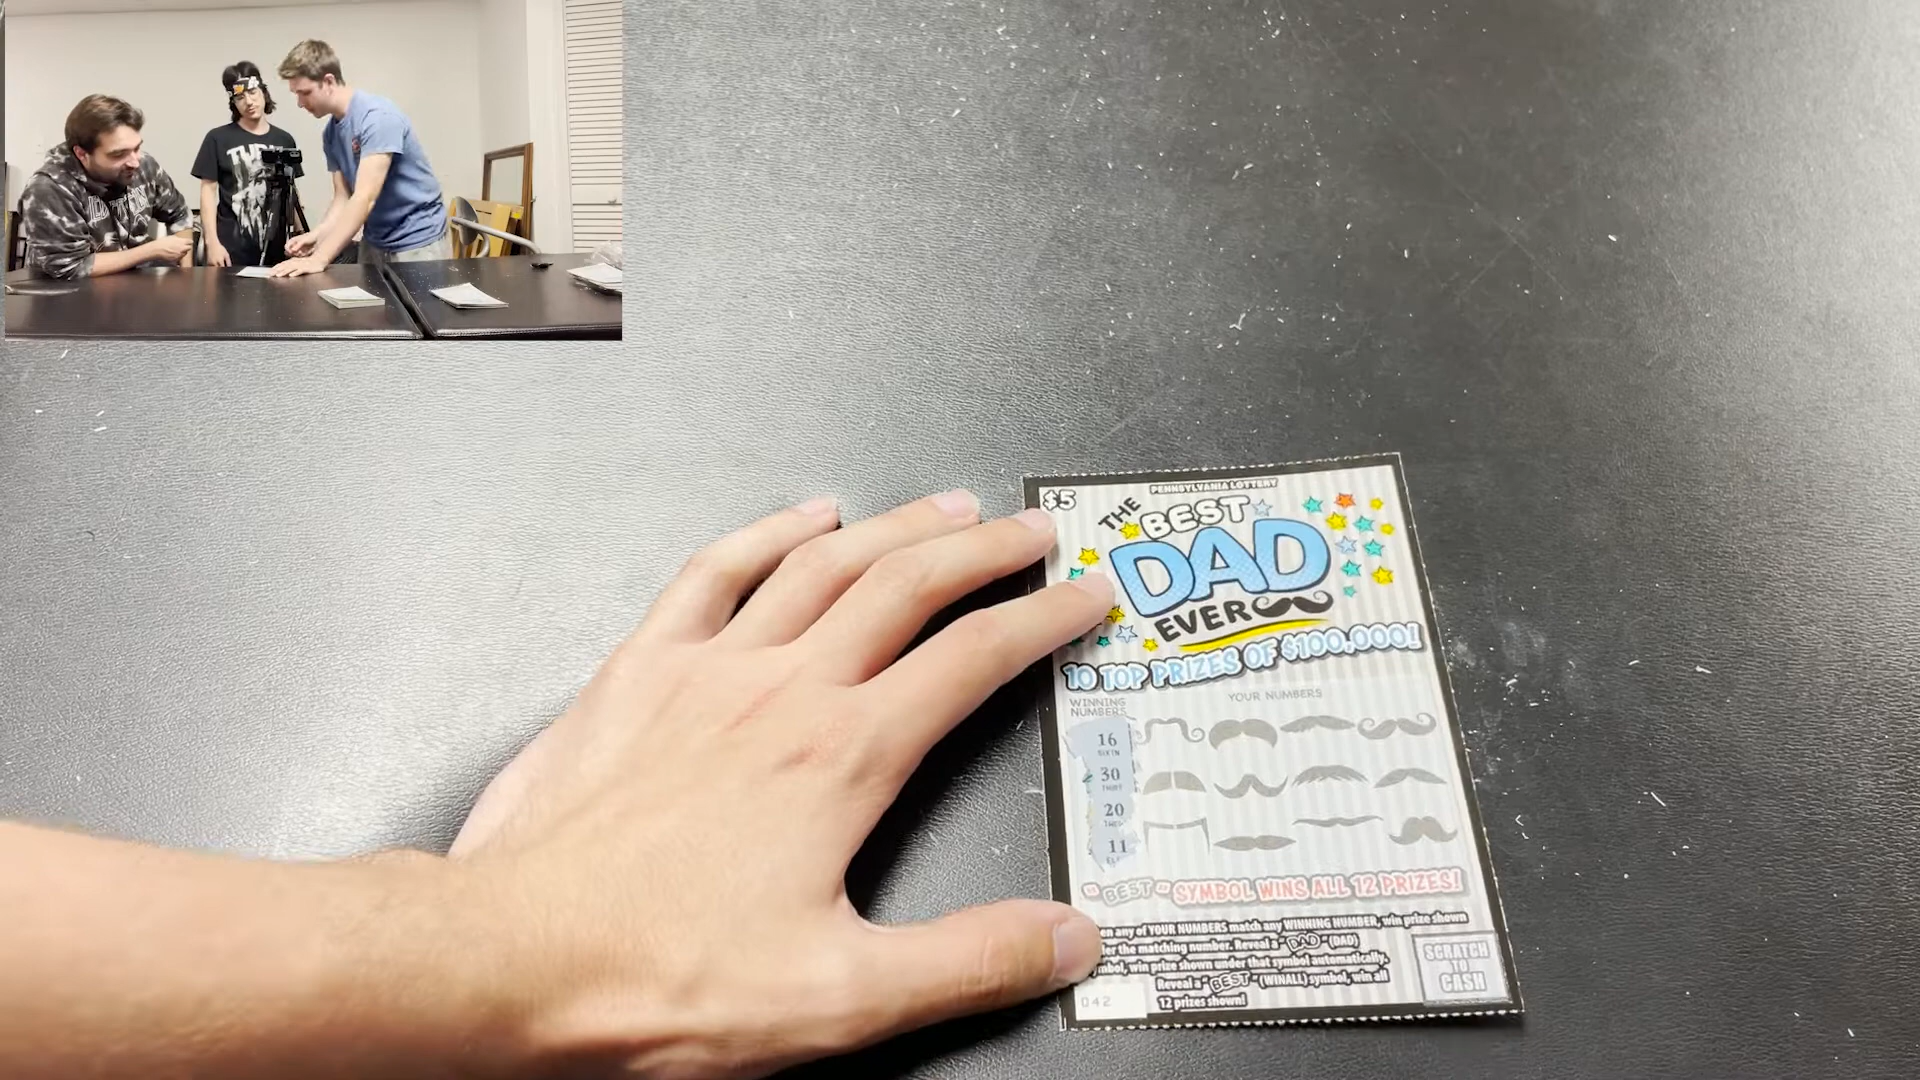 $5
PENNSYLVANIA LOTTERY
THE
BEST
DAD
EVER
10 TOP PRIZES OF $100,000!
WINNING NUMBERS
YOUR NUMBERS
16
SIXTN
30
THRT
20
11
"BEST" SYMBOL WINS ALL 12 PRIZES!
any of YOUR NUMBERS match any WINNING NUMBER, win prize shown
the matching number. Reveal a "DAD" (DAD)
win prize shown under that symbol automatically.
Reveal a "BEST" (WINALL) symbol, win all
12 prizes shown!
SCRATCH
TO
CASH
042